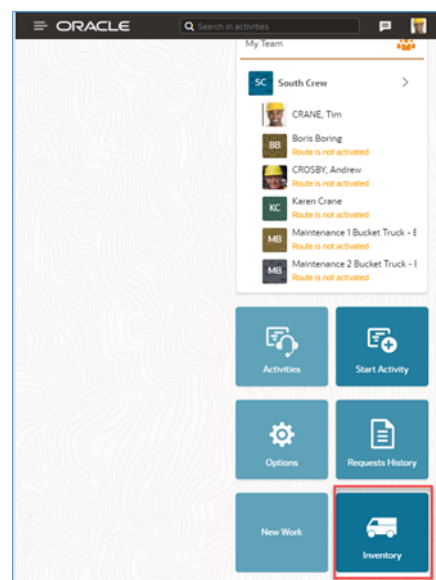 ORACLE
Search in activities
My Team
SC South Crew
CRANE, Tim
BB Boris Boring
Route is not activated
CROSBY, Andrew
Route is not activated
KC Karen Crane
Route is not activated
MB Maintenance 1 Bucket Truck - E
Route is not activated
MB Maintenance 2 Bucket Truck - I
Route is not activated
Activities
Start Activity
Options
Requests History
New Work
Inventory